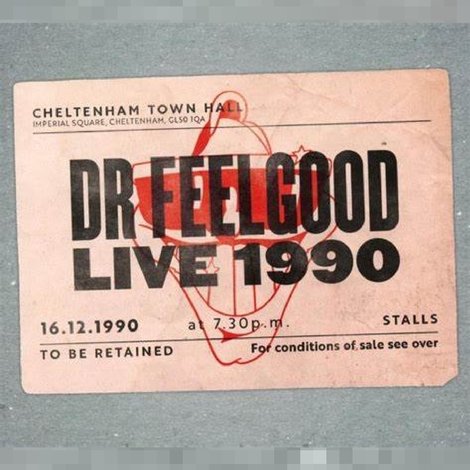 CHELTENHAM TOWN HALL
IMPERIAL SQUARE, CHELTENHAM, GL50 1QA
DR FEELGOOD
LIVE 1990
16.12.1990 at 7.30p.m. STALLS
TO BE RETAINED For conditions of sale see over